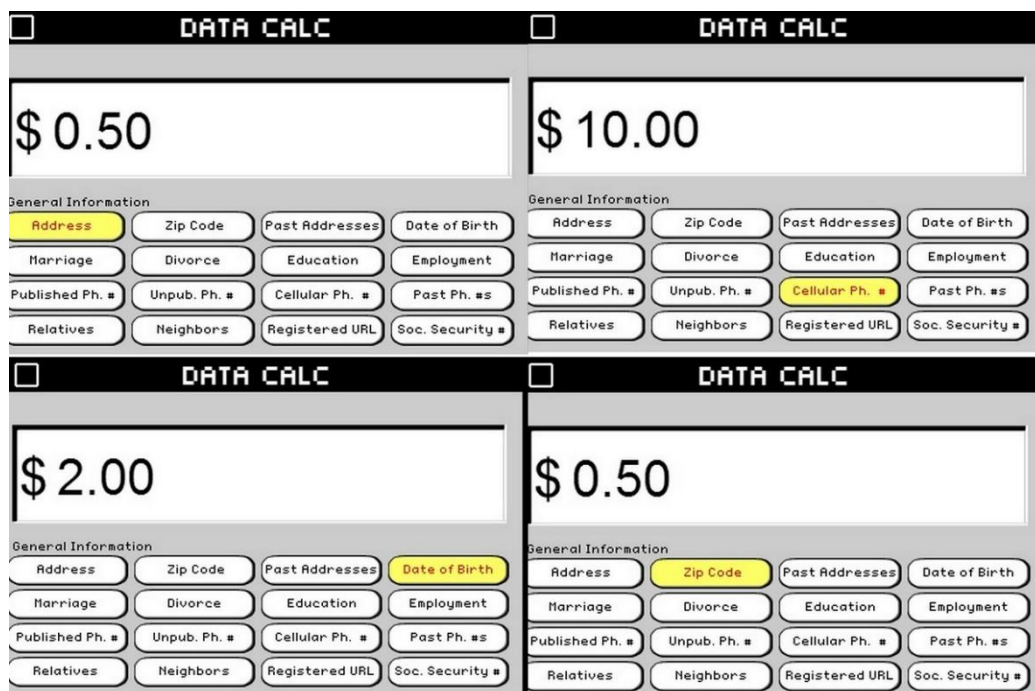 DATA CALC
$ 0.50
General Information
Address Zip Code Past Addresses Date of Birth
Marriage Divorce Education Employment
Published Ph. # Unpub. Ph. # Cellular Ph. # Past Ph. #s
Relatives Neighbors Registered URL Soc. Security #
DATA CALC
$ 10.00
General Information
Address Zip Code Past Addresses Date of Birth
Marriage Divorce Education Employment
Published Ph. # Unpub. Ph. # Cellular Ph. # Past Ph. #s
Relatives Neighbors Registered URL Soc. Security #
DATA CALC
$ 2.00
General Information
Address Zip Code Past Addresses Date of Birth
Marriage Divorce Education Employment
Published Ph. # Unpub. Ph. # Cellular Ph. # Past Ph. #s
Relatives Neighbors Registered URL Soc. Security #
DATA CALC
$ 0.50
General Information
Address Zip Code Past Addresses Date of Birth
Marriage Divorce Education Employment
Published Ph. # Unpub. Ph. # Cellular Ph. # Past Ph. #s
Relatives Neighbors Registered URL Soc. Security #